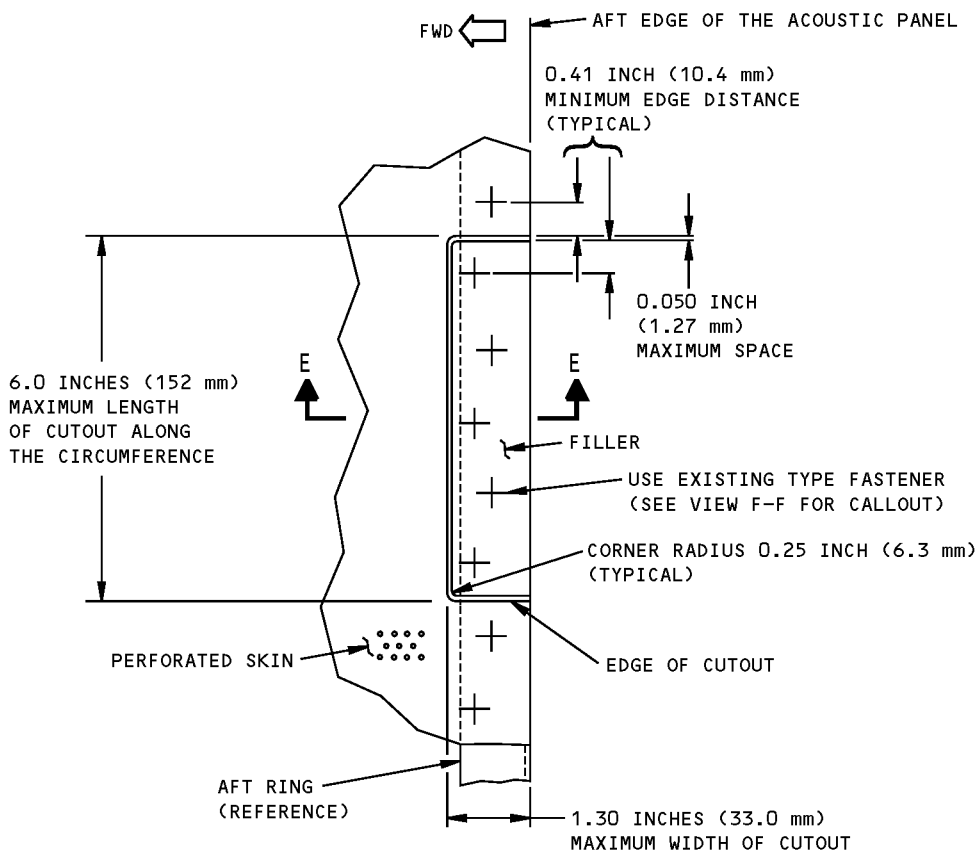 FWD
AFT EDGE OF THE ACOUSTIC PANEL
0.41 INCH (10.4 mm)
MINIMUM EDGE DISTANCE
(TYPICAL)
0.050 INCH
(1.27 mm)
MAXIMUM SPACE
E
E
6.0 INCHES (152 mm)
MAXIMUM LENGTH
OF CUTOUT ALONG
THE CIRCUMFERENCE
FILLER
USE EXISTING TYPE FASTENER
(SEE VIEW F-F FOR CALLOUT)
CORNER RADIUS 0.25 INCH (6.3 mm)
(TYPICAL)
PERFORATED SKIN
EDGE OF CUTOUT
AFT RING
(REFERENCE)
1.30 INCHES (33.0 mm)
MAXIMUM WIDTH OF CUTOUT